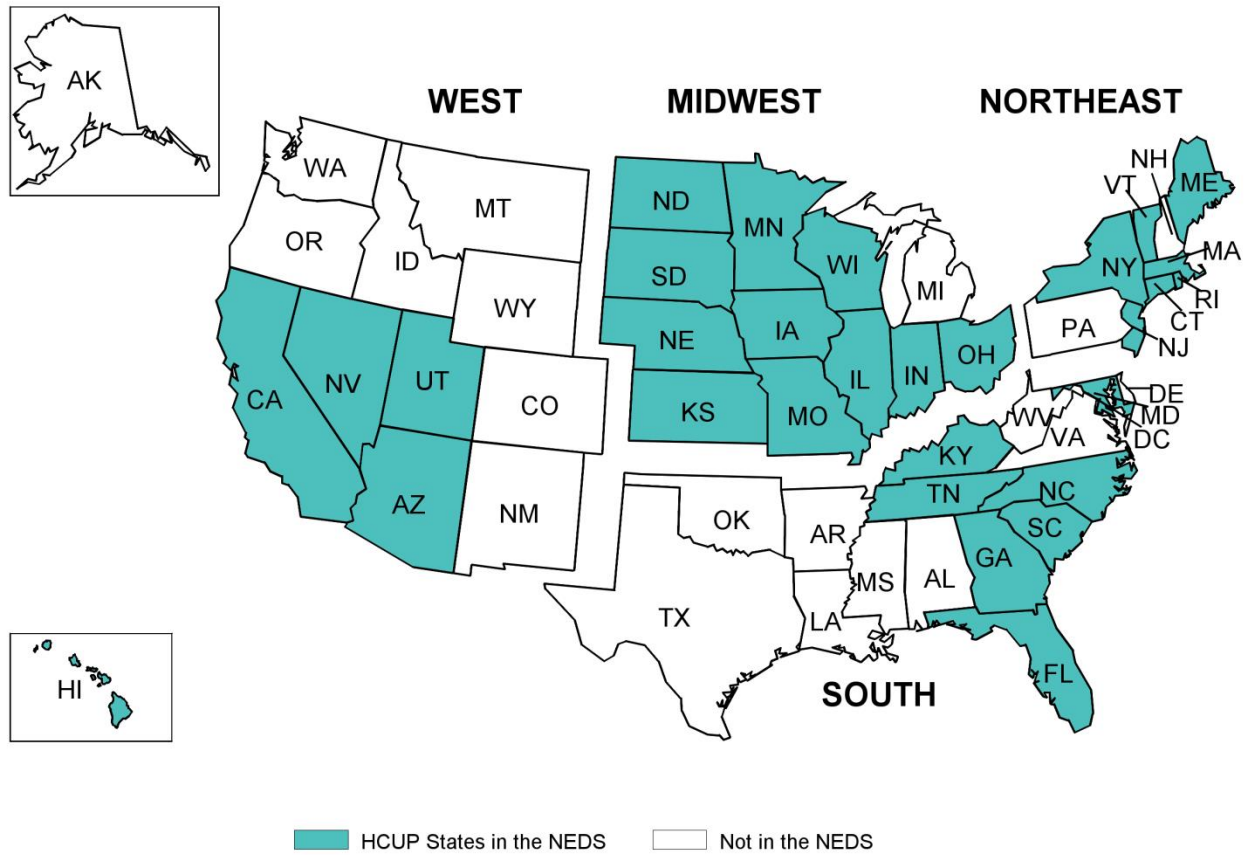 AK
WEST
MIDWEST
NORTHEAST
WA
MT
ND
MN
NH
VT
ME
OR
ID
SD
WI
MI
NY
MA
RI
WY
CT
NV
UT
NE
IA
PA
NJ
CA
CO
KS
MO
IL
IN
OH
DE
MD
DC
WV
VA
KY
AZ
NM
OK
AR
TN
NC
SC
MS
AL
GA
TX
LA
FL
HI
SOUTH
HCUP States in the NEDS
Not in the NEDS